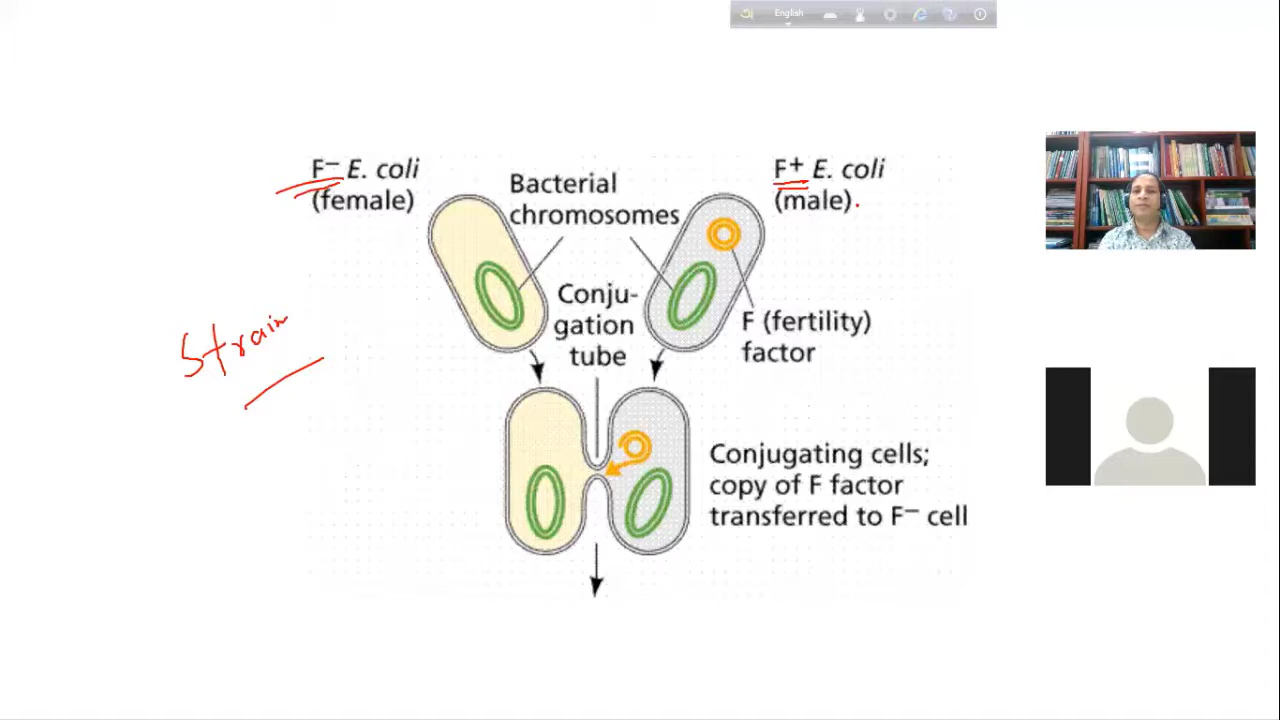 English
F– E. coli
(female)
Bacterial
chromosomes
F+ E. coli
(male)
Conju-
gation
tube
F (fertility)
factor
Strain
Conjugating cells;
copy of F factor
transferred to F– cell